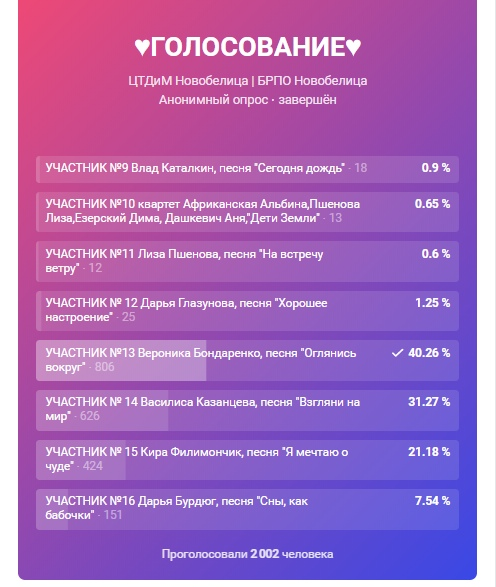 ♥ГОЛОСОВАНИЕ♥
ЦТДиМ Новобелица | БРПО Новобелица
Анонимный опрос · завершён
УЧАСТНИК №9 Влад Каталкин, песня "Сегодня дождь" · 18 0.9 %
УЧАСТНИК №10 квартет Африканская Альбина,Пшенова 0.65 %
Лиза,Езерский Дима, Дашкевич Аня,"Дети Земли" · 13
УЧАСТНИК №11 Лиза Пшенова, песня "На встречу 0.6 %
ветру" · 12
УЧАСТНИК № 12 Дарья Глазунова, песня "Хорошее 1.25 %
настроение" · 25
УЧАСТНИК №13 Вероника Бондаренко, песня "Оглянись ✓ 40.26 %
вокруг" · 806
УЧАСТНИК № 14 Василиса Казанцева, песня "Взгляни на 31.27 %
мир" · 626
УЧАСТНИК № 15 Кира Филимончик, песня "Я мечтаю о 21.18 %
чуде" · 424
УЧАСТНИК №16 Дарья Бурдюг, песня "Сны, как 7.54 %
бабочки" · 151
Проголосовали 2 002 человека